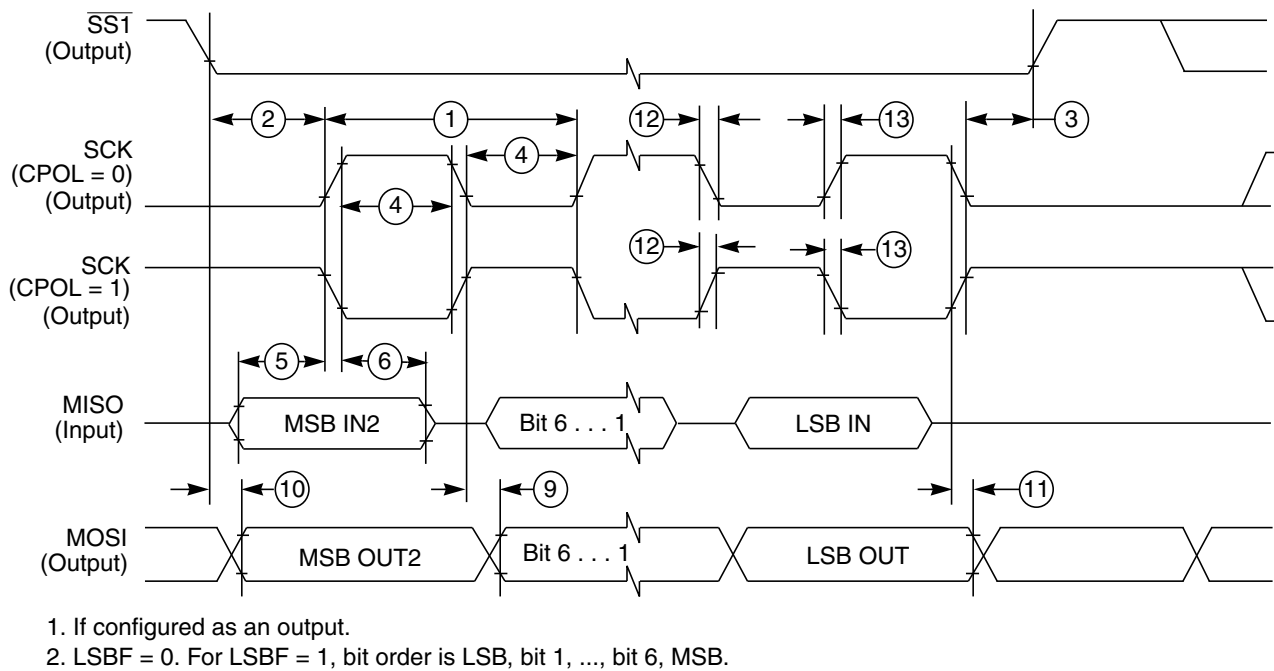 SS1
(Output)
2
1
12
13
3
SCK
(CPOL = 0)
(Output)
4
4
SCK
(CPOL = 1)
(Output)
12
13
5
6
MISO
(Input)
MSB IN2
Bit 6 . . . 1
LSB IN
10
9
11
MOSI
(Output)
MSB OUT2
Bit 6 . . . 1
LSB OUT
1. If configured as an output.
2. LSBF = 0. For LSBF = 1, bit order is LSB, bit 1, ..., bit 6, MSB.